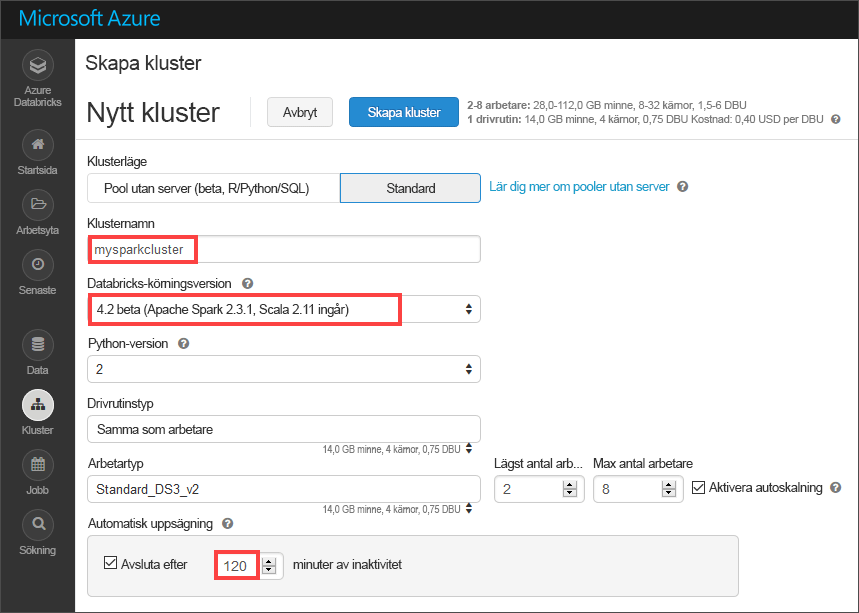 Microsoft Azure
Azure
Databricks
Startsida
Arbetsyta
Senaste
Data
Kluster
Jobb
Sökning
Skapa kluster
Nytt kluster
Avbryt
Skapa kluster
2-8 arbetare: 28,0-112,0 GB minne, 8-32 kärnor, 1,5-6 DBU
1 drivrutin: 14,0 GB minne, 4 kärnor, 0,75 DBU Kostnad: 0,40 USD per DBU ?
Klusterläge
Pool utan server (beta, R/Python/SQL)
Standard
Lär dig mer om pooler utan server ?
Klusternamn
mysparkcluster
Databricks-körningsversion ?
4.2 beta (Apache Spark 2.3.1, Scala 2.11 ingår)
Python-version ?
2
Drivrutinstyp
Samma som arbetare
14,0 GB minne, 4 kärnor, 0,75 DBU
Arbetartyp
Lägst antal arb...
Max antal arbetare
Standard_DS3_v2
2
8
Aktivera autoskalning ?
14,0 GB minne, 4 kärnor, 0,75 DBU
Automatisk uppsägning ?
Avsluta efter
120
minuter av inaktivitet